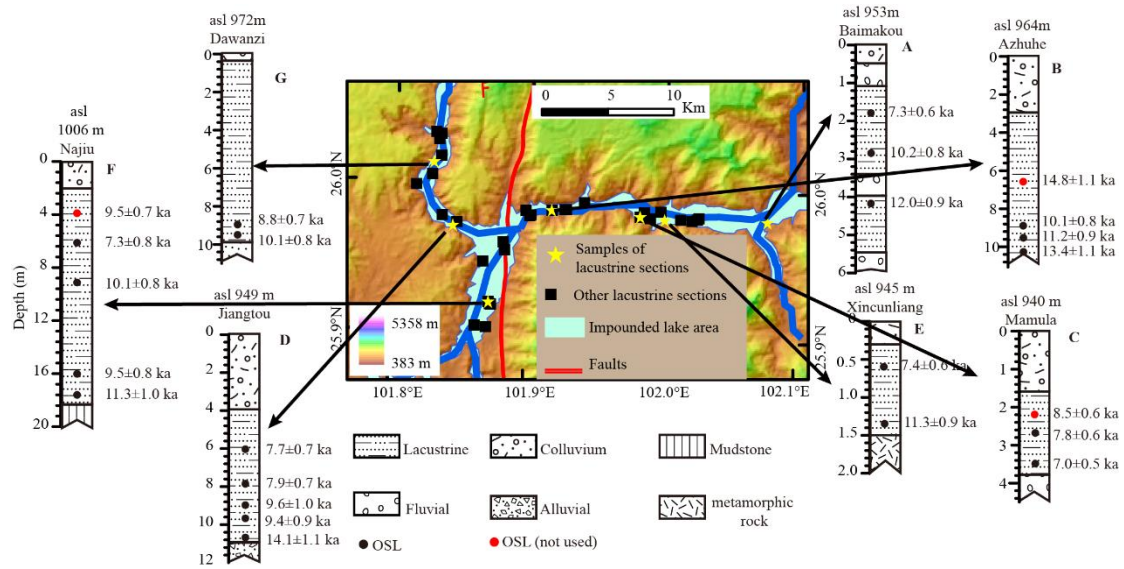 asl 972m
Dawanzi
G
0
2
4
6
8
10
8.8±0.7 ka
10.1±0.8 ka
asl
1006 m
Najiu
F
0
4
8
12
16
20
Depth (m)
9.5±0.7 ka
7.3±0.8 ka
10.1±0.8 ka
9.5±0.8 ka
11.3±1.0 ka
asl 949 m
Jiangtou
D
0
2
4
6
8
10
12
7.7±0.7 ka
7.9±0.7 ka
9.6±1.0 ka
9.4±0.9 ka
14.1±1.1 ka
F
0 5 10
Km
26.0°N
25.9°N
26.0°N
25.9°N
101.8°E
101.9°E
102.0°E
102.1°E
5358 m
383 m
Samples of
lacustrine sections
Other lacustrine sections
Impounded lake area
Faults
asl 953m
Baimakou
A
0
1
2
3
4
5
6
7.3±0.6 ka
10.2±0.8 ka
12.0±0.9 ka
asl 964m
Azhuhe
B
0
2
4
6
8
10
14.8±1.1 ka
10.1±0.8 ka
11.2±0.9 ka
13.4±1.1 ka
asl 945 m
Xincunliang
E
0
0.5
1.0
1.5
2.0
7.4±0.6 ka
11.3±0.9 ka
asl 940 m
Mamula
C
0
1
2
3
4
8.5±0.6 ka
7.8±0.6 ka
7.0±0.5 ka
Lacustrine
Colluvium
Mudstone
Fluvial
Alluvial
metamorphic
rock
OSL
OSL (not used)